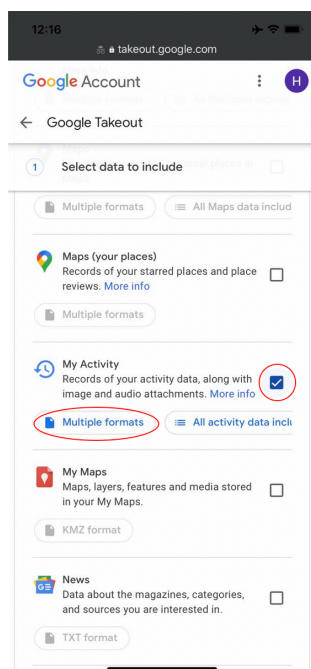 12:16
takeout.google.com
Google Account
H
Google Takeout
1 Select data to include
Multiple formats
All Maps data includ
Maps (your places)
Records of your starred places and place
reviews. More info
Multiple formats
My Activity
Records of your activity data, along with
image and audio attachments. More info
Multiple formats
All activity data inclu
My Maps
Maps, layers, features and media stored
in your My Maps.
KMZ format
GE
News
Data about the magazines, categories,
and sources you are interested in.
TXT format